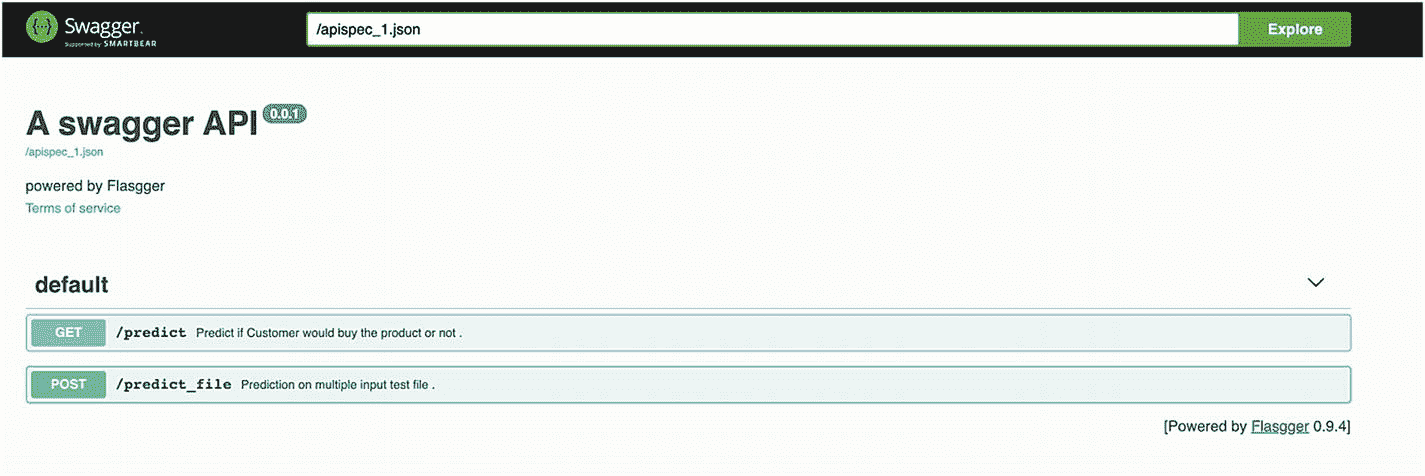 Swagger.
Supported by SMARTBEAR
/apispec_1.json
Explore
A swagger API 0.0.1
/apispec_1.json
powered by Flasgger
Terms of service
default
GET /predict Predict if Customer would buy the product or not .
POST /predict_file Prediction on multiple input test file .
[Powered by Flasgger 0.9.4]